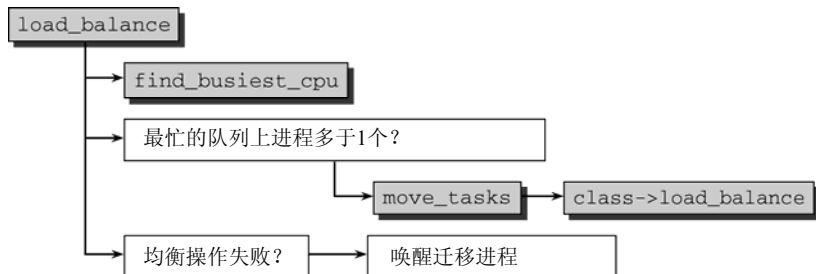 load_balance
find_busiest_cpu
最忙的队列上进程多于1个？
move_tasks
class->load_balance
均衡操作失败？
唤醒迁移进程